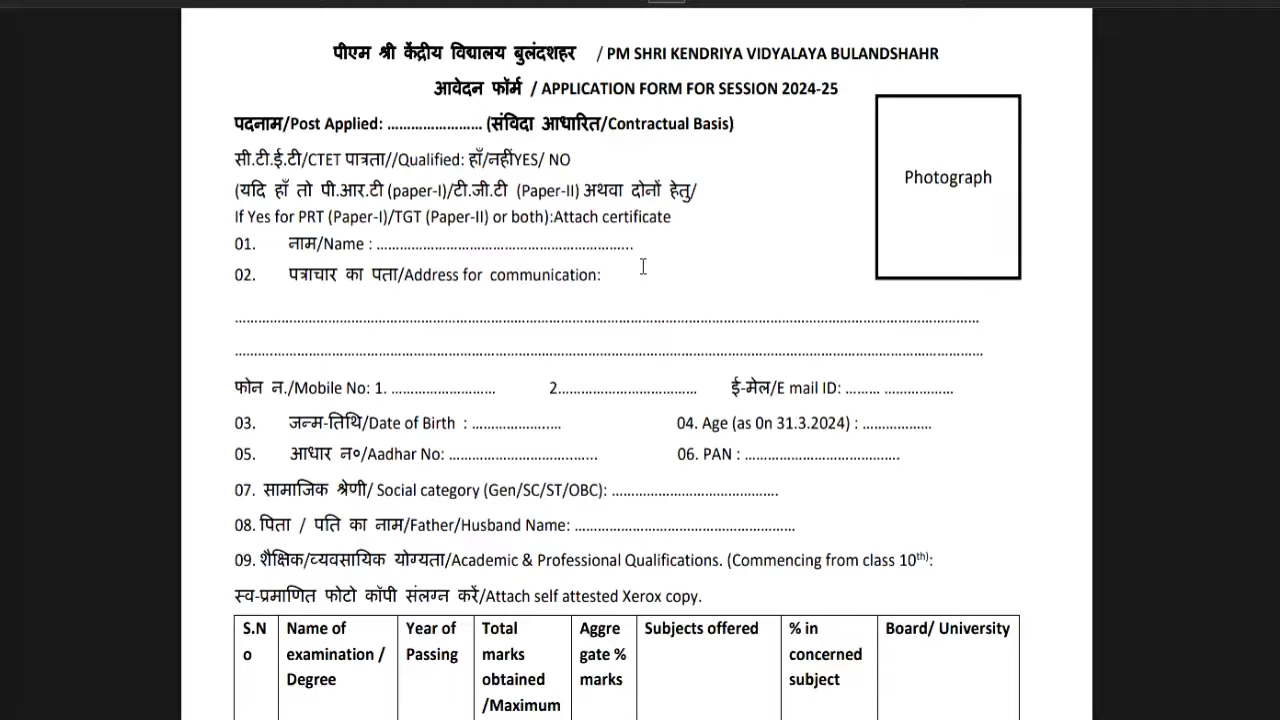 पीएम श्री केंद्रीय विद्यालय बुलंदशहर / PM SHRI KENDRIYA VIDYALAYA BULANDSHAHR
आवेदन फॉर्म / APPLICATION FORM FOR SESSION 2024-25
पदनाम/Post Applied: ........................ (संविदा आधारित/Contractual Basis)
सी.टी.ई.टी/CTET पात्रता//Qualified: हाँ/नहींYES/ NO
(यदि हाँ तो पी.आर.टी (paper-I)/टी.जी.टी (Paper-II) अथवा दोनों हेतु/
If Yes for PRT (Paper-I)/TGT (Paper-II) or both):Attach certificate
Photograph
01. नाम/Name : ................................................................
02. पत्राचार का पता/Address for communication:
................................................................................................................................................................
................................................................................................................................................................
फोन न./Mobile No: 1. .......................... 2................................... ई-मेल/E mail ID: ......... ..................
03. जन्म-तिथि/Date of Birth : ....................... 04. Age (as 0n 31.3.2024) : ..................
05. आधार न०/Aadhar No: ..................................... 06. PAN : .......................................
07. सामाजिक श्रेणी/ Social category (Gen/SC/ST/OBC): ..........................................
08. पिता / पति का नाम/Father/Husband Name: .......................................................
09. शैक्षिक/व्यवसायिक योग्यता/Academic & Professional Qualifications. (Commencing from class 10th):
स्व-प्रमाणित फोटो कॉपी संलग्न करें/Attach self attested Xerox copy.
S.N Name of Year of Total Aggre Subjects offered % in Board/ University
o examination / Passing marks gate % concerned
Degree obtained marks subject
/Maximum